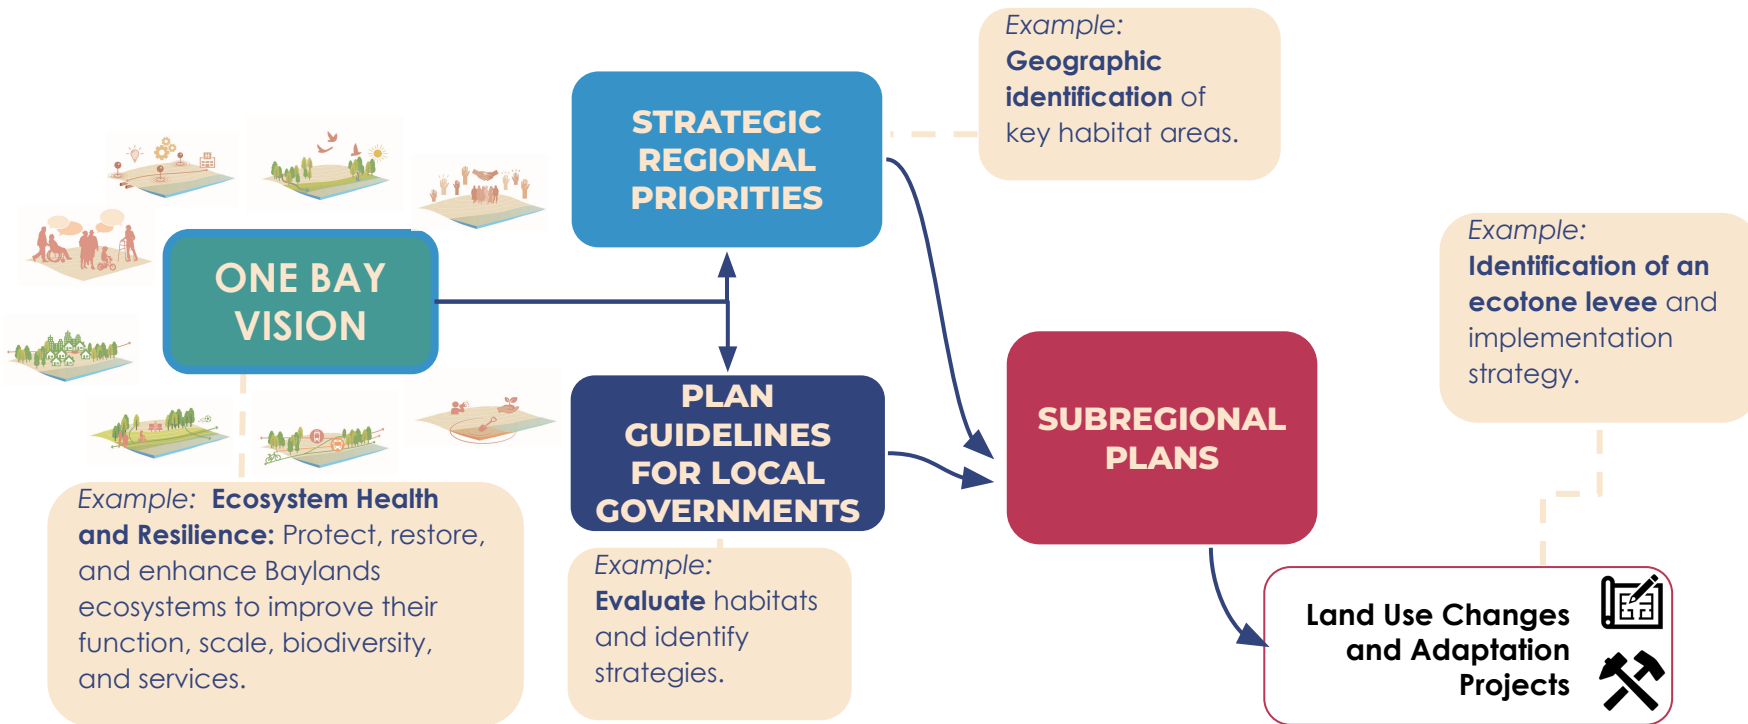 Example:
Geographic
identification of
key habitat areas.
STRATEGIC
REGIONAL
PRIORITIES
ONE BAY
VISION
Example:
Identification of an
ecotone levee and
implementation
strategy.
PLAN
GUIDELINES
FOR LOCAL
GOVERNMENTS
SUBREGIONAL
PLANS
Example: Ecosystem Health
and Resilience: Protect, restore,
and enhance Baylands
ecosystems to improve their
function, scale, biodiversity,
and services.
Example:
Evaluate habitats
and identify
strategies.
Land Use Changes
and Adaptation
Projects